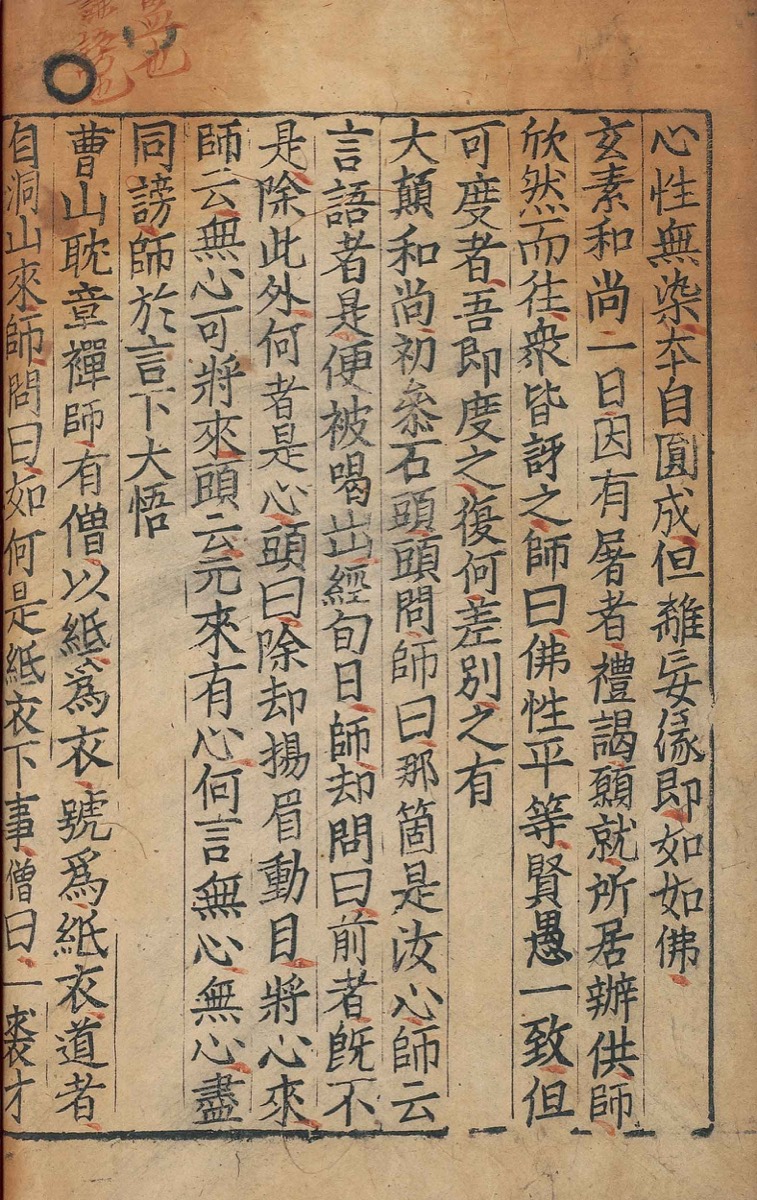 心性無染本自圓成但離妄縁即如如佛
玄素和尚一日因有屠者禮謁願就所居辦供師
欣然而往衆皆訝之師曰佛性平等賢愚一致但
可度者吾即度之復何差別之有
大顛和尚初叅石頭頭問師曰那箇是汝心師云
言語者是便被喝出經旬日師却問曰前者旣不
是除此外何者是心頭曰除却揚眉動目將心來
師云無心可將來頭云元來有心何言無心無心盡
同謗師於言下大悟
曹山耽章禪師有僧以紙爲衣號爲紙衣道者
自洞山來師問曰如何是紙衣下事僧曰一裘才